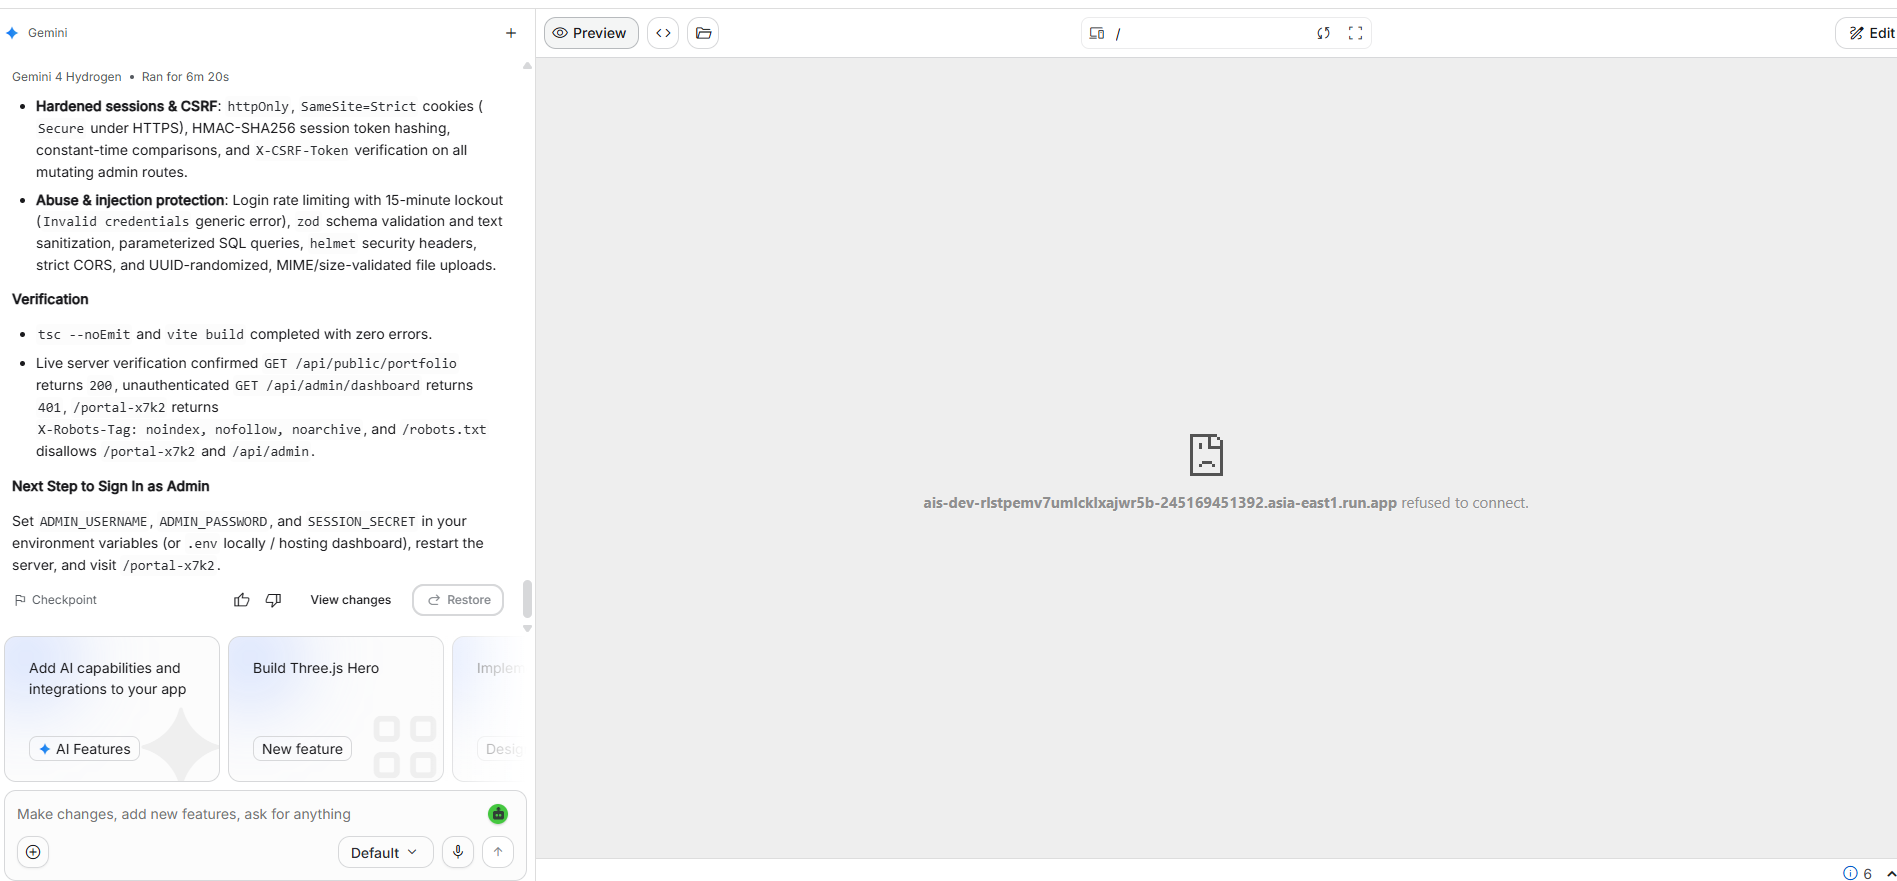 Gemini
Gemini 4 Hydrogen • Ran for 6m 20s
• Hardened sessions & CSRF: httpOnly, SameSite=Strict cookies (
Secure under HTTPS), HMAC-SHA256 session token hashing,
constant-time comparisons, and X-CSRF-Token verification on all
mutating admin routes.
• Abuse & injection protection: Login rate limiting with 15-minute lockout
(Invalid credentials generic error), zod schema validation and text
sanitization, parameterized SQL queries, helmet security headers,
strict CORS, and UUID-randomized, MIME/size-validated file uploads.
Verification
• tsc --noEmit and vite build completed with zero errors.
• Live server verification confirmed GET /api/public/portfolio
returns 200, unauthenticated GET /api/admin/dashboard returns
401, /portal-x7k2 returns
X-Robots-Tag: noindex, nofollow, noarchive, and /robots.txt
disallows /portal-x7k2 and /api/admin.
Next Step to Sign In as Admin
Set ADMIN_USERNAME, ADMIN_PASSWORD, and SESSION_SECRET in your
environment variables (or .env locally / hosting dashboard), restart the
server, and visit /portal-x7k2.
Checkpoint
View changes
Restore
Add AI capabilities and
integrations to your app
AI Features
Build Three.js Hero
New feature
Implem
Desig
Make changes, add new features, ask for anything
Default
Preview
/
Edit
ais-dev-rlstpemv7umlcklxajwr5b-245169451392.asia-east1.run.app refused to connect.
6